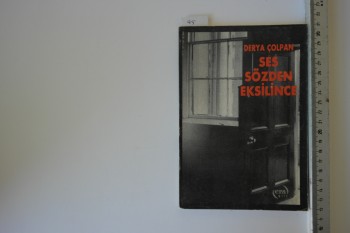 DERYA ÇOLPAN
SES
SÖZDEN
EKSİLİNCE